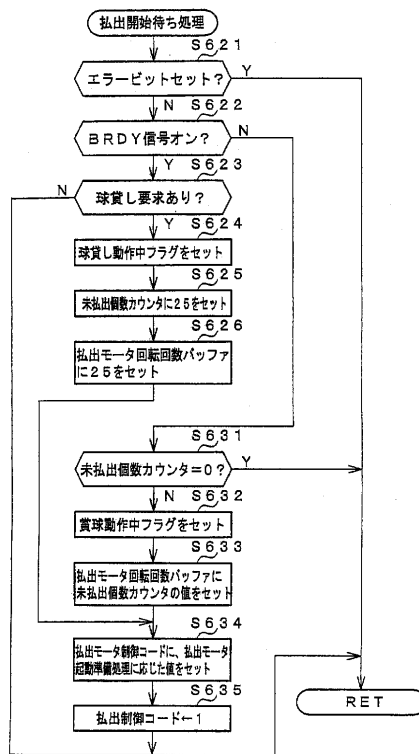 払出開始待ち処理
S621
エラービットセット？
Y
N
S622
BRDY信号オン？
N
Y
S623
N
球貸し要求あり？
Y
S624
球貸し動作中フラグをセット
S625
未払出個数カウンタに25をセット
S626
払出モータ回転回数バッファ
に25をセット
S631
未払出個数カウンタ=0？
Y
N
S632
賞球動作中フラグをセット
S633
払出モータ回転回数バッファに
未払出個数カウンタの値をセット
S634
払出モータ制御コードに、払出モータ
起動準備処理に応じた値をセット
S635
払出制御コード←1
RET